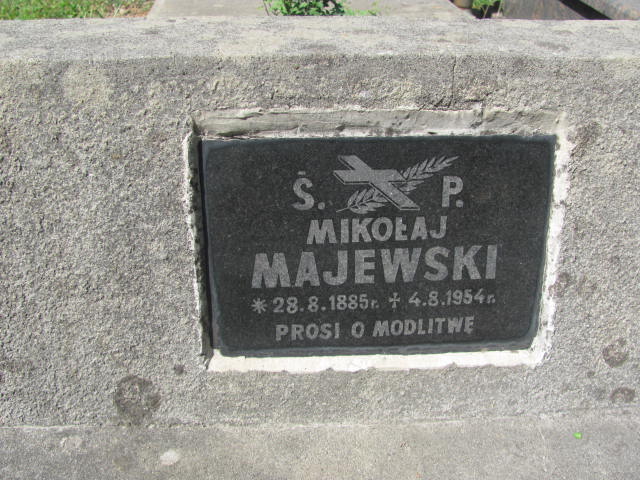 Ś. P.
MIKOŁAJ
MAJEWSKI
* 28.8.1885r. + 4.8.1954r.
PROSI O MODLITWĘ